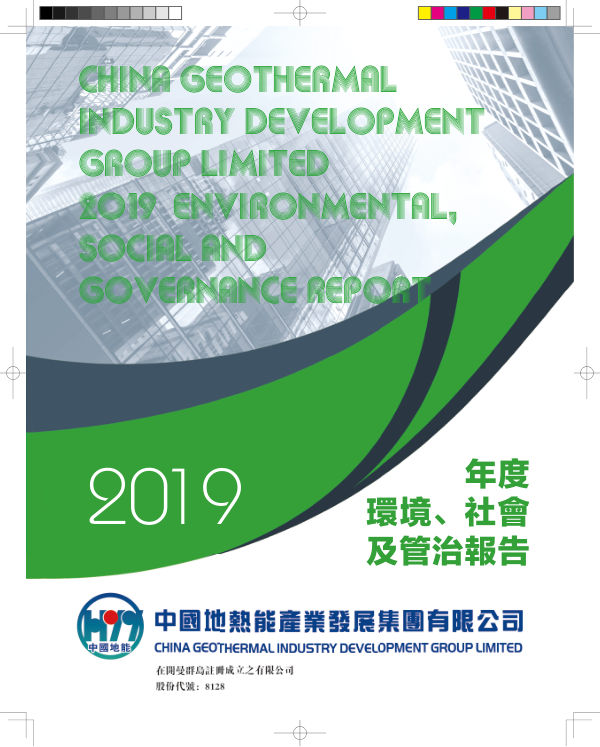 CHINA GEOTHERMAL
INDUSTRY DEVELOPMENT
GROUP LIMITED
2019 ENVIRONMENTAL,
SOCIAL AND
GOVERNANCE REPORT
2019
年度
環境、社會
及管治報告
中國地能
中國地熱能產業發展集團有限公司
CHINA GEOTHERMAL INDUSTRY DEVELOPMENT GROUP LIMITED
在開曼群島註冊成立之有限公司
股份代號：8128